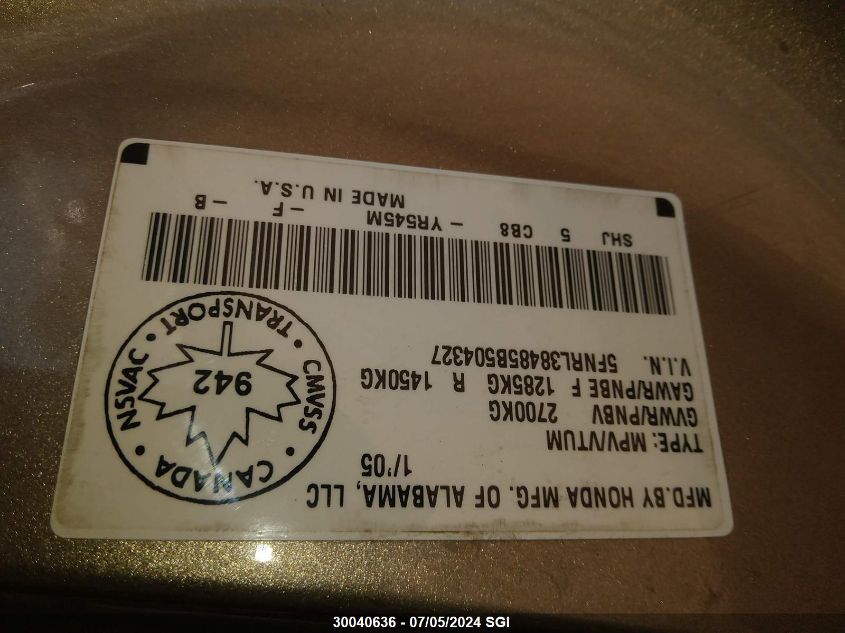 MFD.BY HONDA MFG. OF ALABAMA, LLC
1/'05
TYPE: MPV/VTUM
GVWR/PNBV 2700KG
GAWR/PNBE F 1285KG R 1450KG
V.I.N. 5FNRL38485B504327
CANADA • CMVSS • TRANSPORT • NSVAC •
942
SHJ 5 CB8 - YR545M - F - B
MADE IN U.S.A.
30040636 - 07/05/2024 SGI